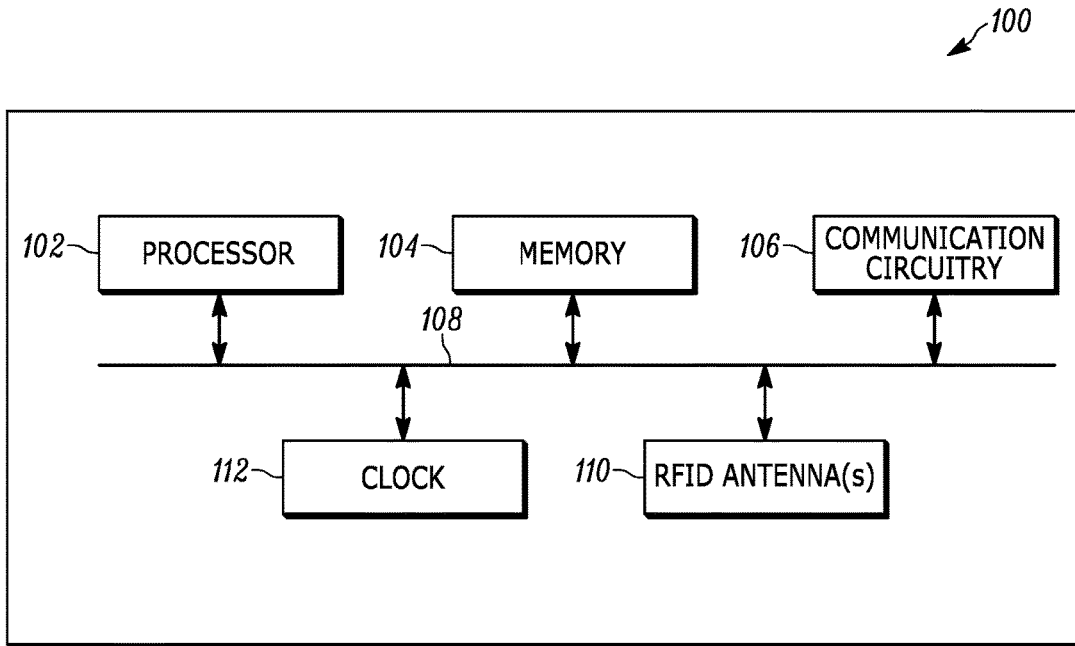 100
102
PROCESSOR
104
MEMORY
106
COMMUNICATION
CIRCUITRY
108
112
CLOCK
110
RFID ANTENNA(s)